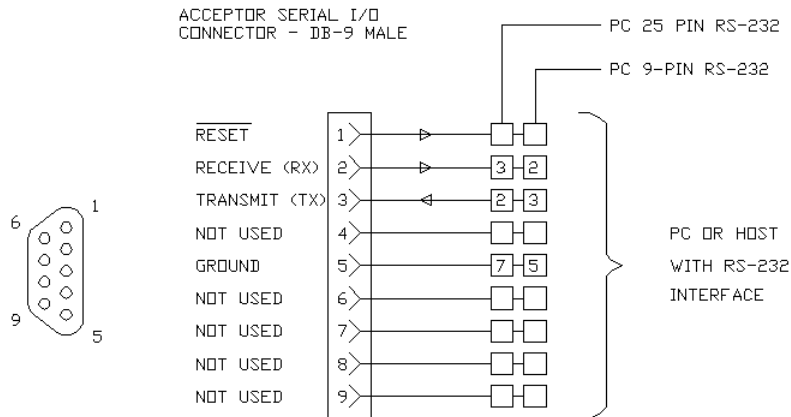 ACCEPTOR SERIAL I/O
CONNECTOR - DB-9 MALE
PC 25 PIN RS-232
PC 9-PIN RS-232
RESET 1
RECEIVE (RX) 2 3 2
TRANSMIT (TX) 3 2 3
NOT USED 4
GROUND 5 7 5
NOT USED 6
NOT USED 7
NOT USED 8
NOT USED 9
6 1
9 5
PC OR HOST
WITH RS-232
INTERFACE